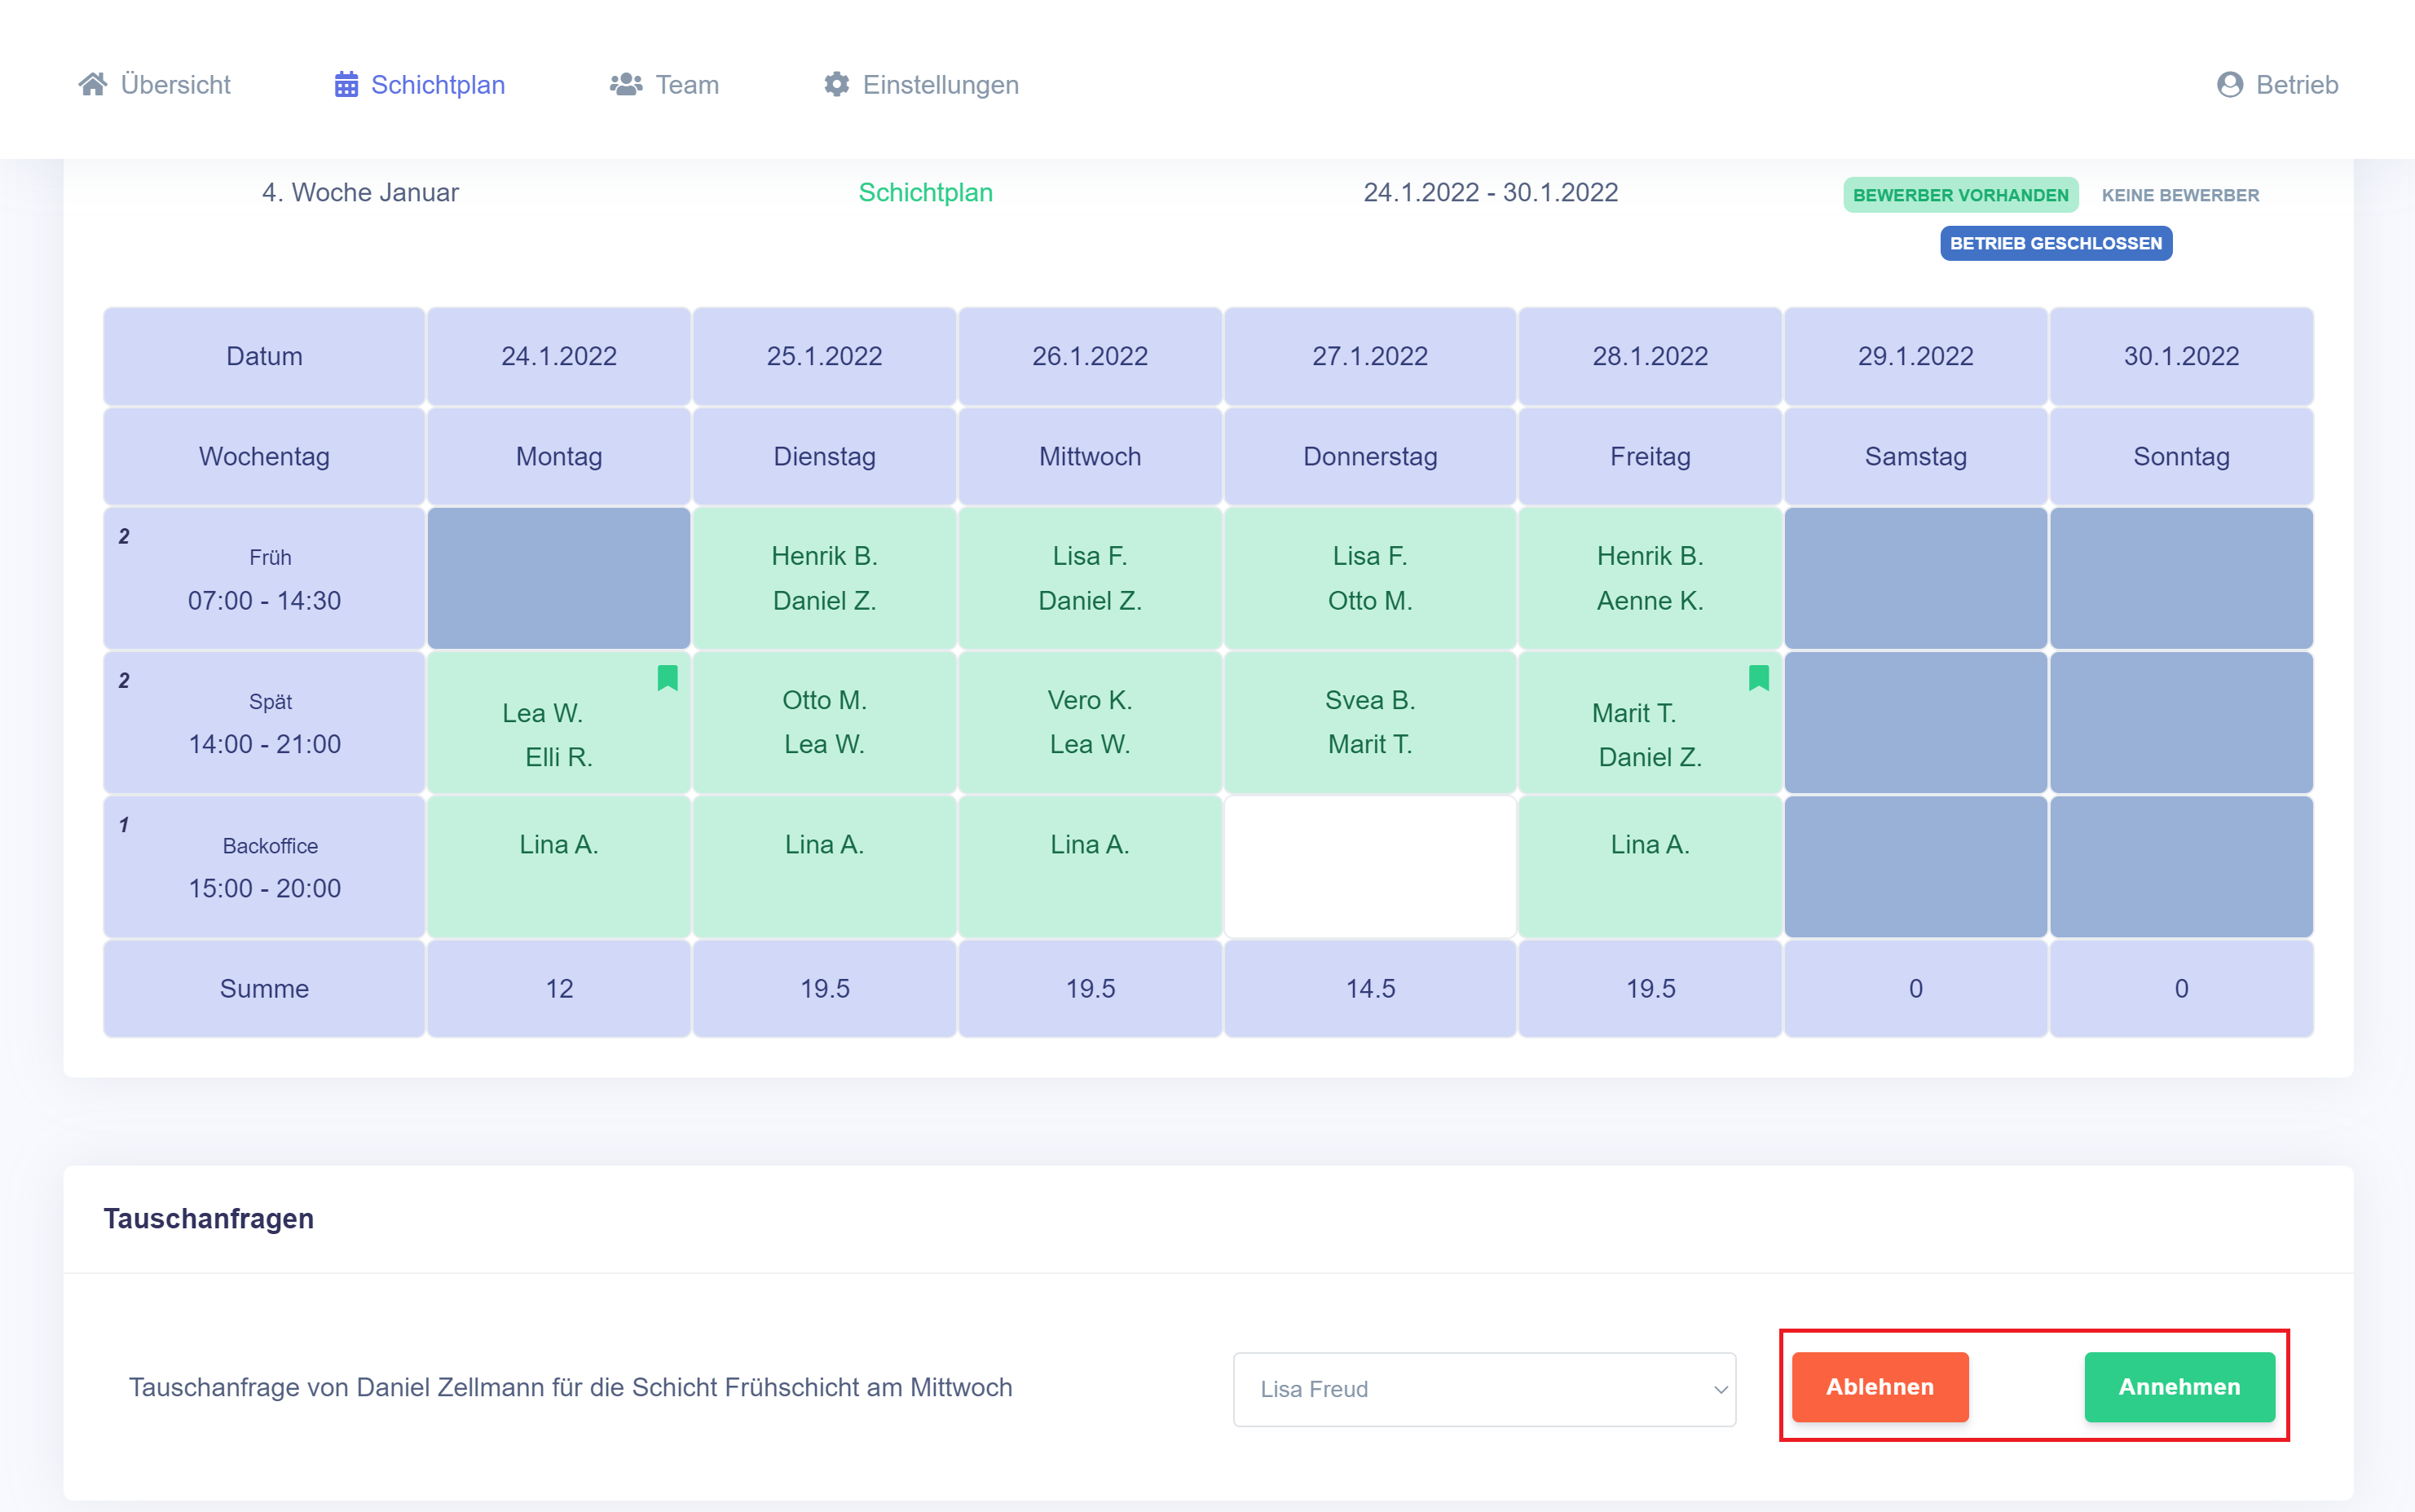 Übersicht Schichtplan Team Einstellungen Betrieb
4. Woche Januar Schichtplan 24.1.2022 - 30.1.2022 BEWERBER VORHANDEN KEINE BEWERBER
BETRIEB GESCHLOSSEN
Datum 24.1.2022 25.1.2022 26.1.2022 27.1.2022 28.1.2022 29.1.2022 30.1.2022
Wochentag Montag Dienstag Mittwoch Donnerstag Freitag Samstag Sonntag
2
Früh Henrik B. Lisa F. Lisa F. Henrik B.
07:00 - 14:30 Daniel Z. Daniel Z. Otto M. Aenne K.
2
Spät Lea W. Otto M. Vero K. Svea B. Marit T.
14:00 - 21:00 Elli R. Lea W. Lea W. Marit T. Daniel Z.
1
Backoffice Lina A. Lina A. Lina A. Lina A.
15:00 - 20:00
Summe 12 19.5 19.5 14.5 19.5 0 0
Tauschanfragen
Tauschanfrage von Daniel Zellmann für die Schicht Frühschicht am Mittwoch Lisa Freud Ablehnen Annehmen